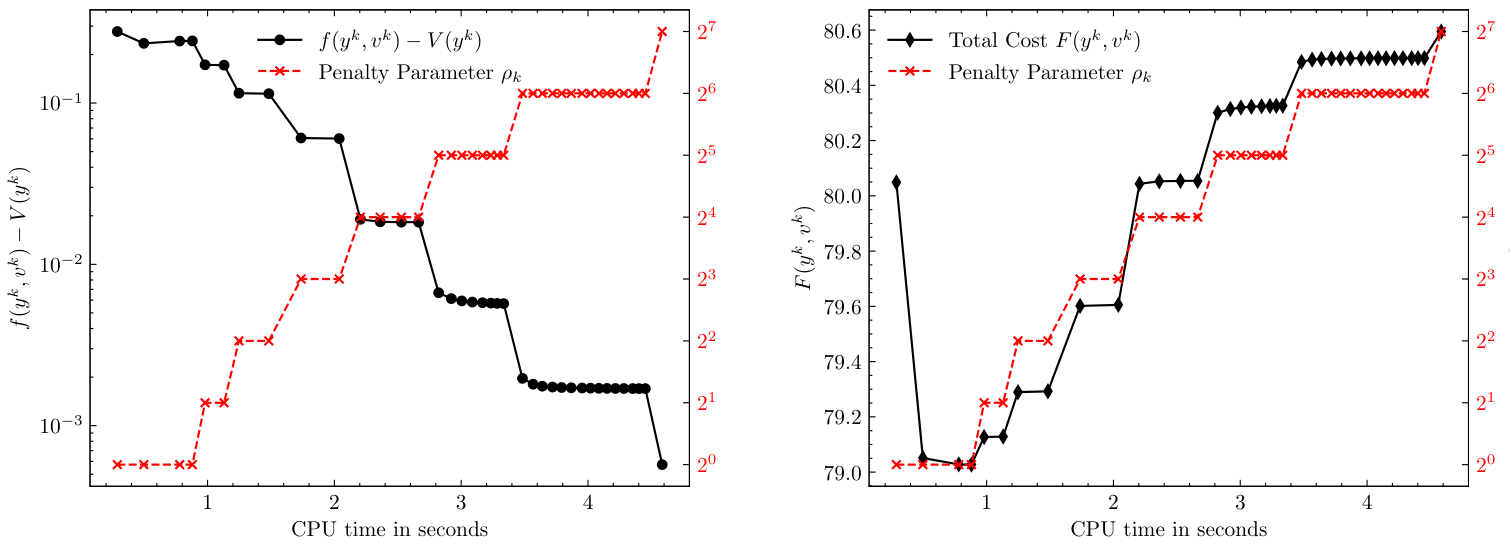 f(y^k, v^k) − V(y^k)
Penalty Parameter ρ_k
10^−1
10^−2
10^−3
f(y^k, v^k) − V(y^k)
2^7
2^6
2^5
2^4
2^3
2^2
2^1
2^0
1 2 3 4
CPU time in seconds
Total Cost F(y^k, v^k)
Penalty Parameter ρ_k
80.6
80.4
80.2
80.0
79.8
79.6
79.4
79.2
79.0
F(y^k, v^k)
2^7
2^6
2^5
2^4
2^3
2^2
2^1
2^0
1 2 3 4
CPU time in seconds